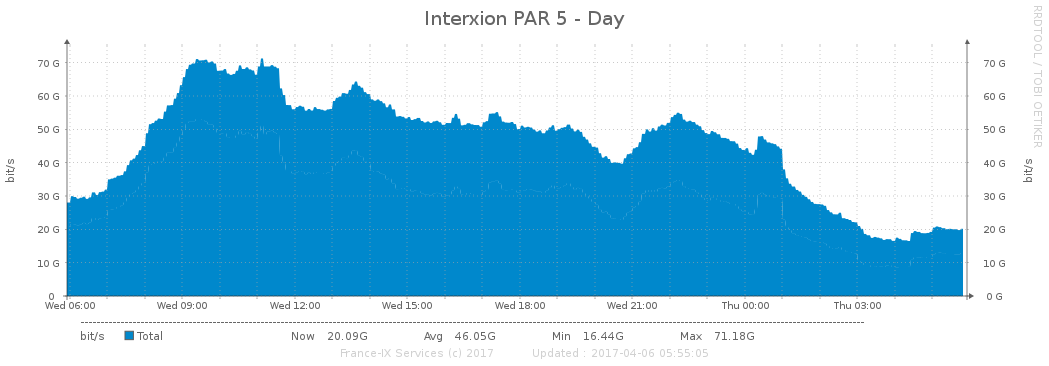 Interxion PAR 5 - Day
RRDTOOL / TOBI OETIKER
70 G 70 G
60 G 60 G
50 G 50 G
40 G 40 G
30 G 30 G
20 G 20 G
10 G 10 G
0 0 G
bit/s bit/s
Wed 06:00 Wed 09:00 Wed 12:00 Wed 15:00 Wed 18:00 Wed 21:00 Thu 00:00 Thu 03:00
bit/s Total Now 20.09G Avg 46.05G Min 16.44G Max 71.18G
France-IX Services (c) 2017 Updated : 2017-04-06 05:55:05